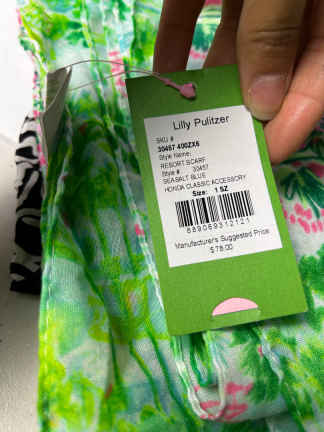 Lilly Pulitzer
SKU #
30457 400ZX6
Style Name:
RESORT SCARF
Style # 30457
SEASALT BLUE
HONDA CLASSIC ACCESSORY
Size: 1 SZ
889069312121
Manufacturer's Suggested Price
$78.00